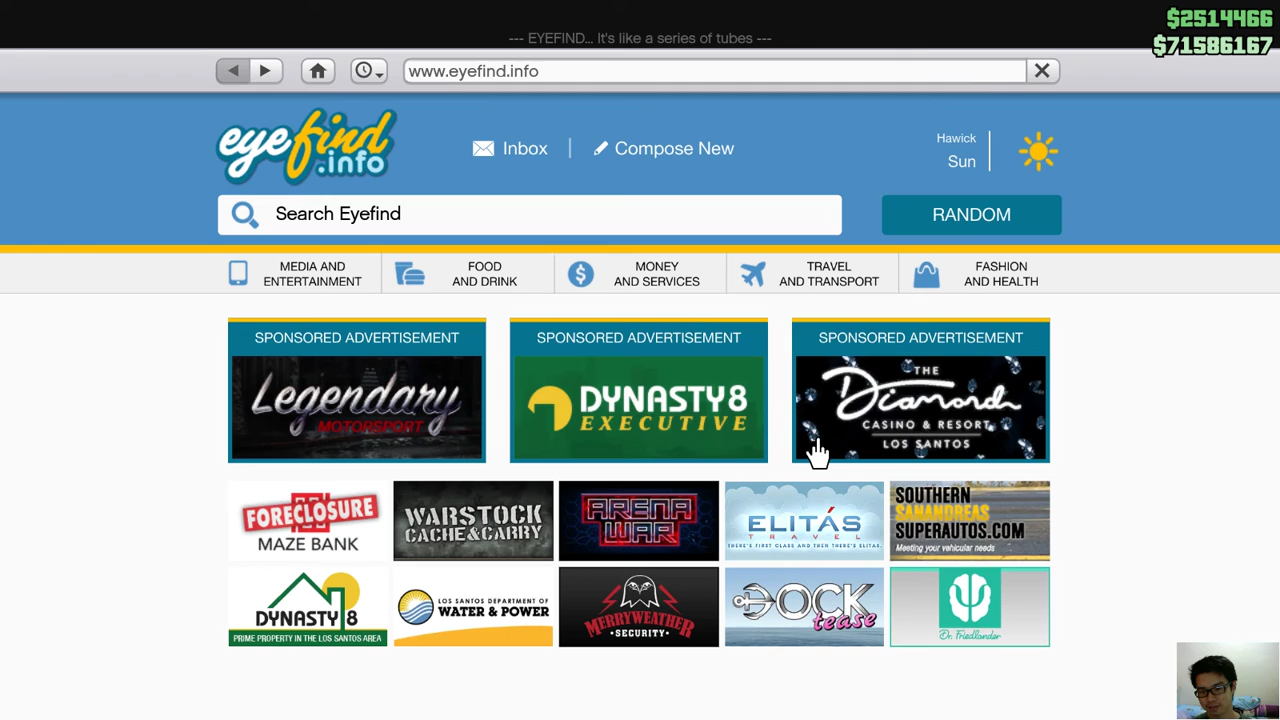 $2514466
--- EYEFIND... It's like a series of tubes ---
$71586167
www.eyefind.info
eyefind
.info
Inbox
Compose New
Hawick
Sun
Search Eyefind
RANDOM
MEDIA AND
ENTERTAINMENT
FOOD
AND DRINK
MONEY
AND SERVICES
TRAVEL
AND TRANSPORT
FASHION
AND HEALTH
SPONSORED ADVERTISEMENT
Legendary
MOTORSPORT
SPONSORED ADVERTISEMENT
DYNASTY 8
EXECUTIVE
SPONSORED ADVERTISEMENT
THE
Diamond
CASINO & RESORT
LOS SANTOS
FORECLOSURE
MAZE BANK
WARSTOCK
CACHE & CARRY
ARENA
WAR
ELITÁS
TRAVEL
THERE'S FIRST CLASS AND THEN THERE'S ELITAS.
SOUTHERN
SANANDREAS
SUPERAUTOS.COM
Meeting your vehicular needs
DYNASTY 8
PRIME PROPERTY IN THE LOS SANTOS AREA
LOS SANTOS DEPARTMENT OF
WATER & POWER
MERRYWEATHER
SECURITY
DOCK
tease
Dr. Friedlander